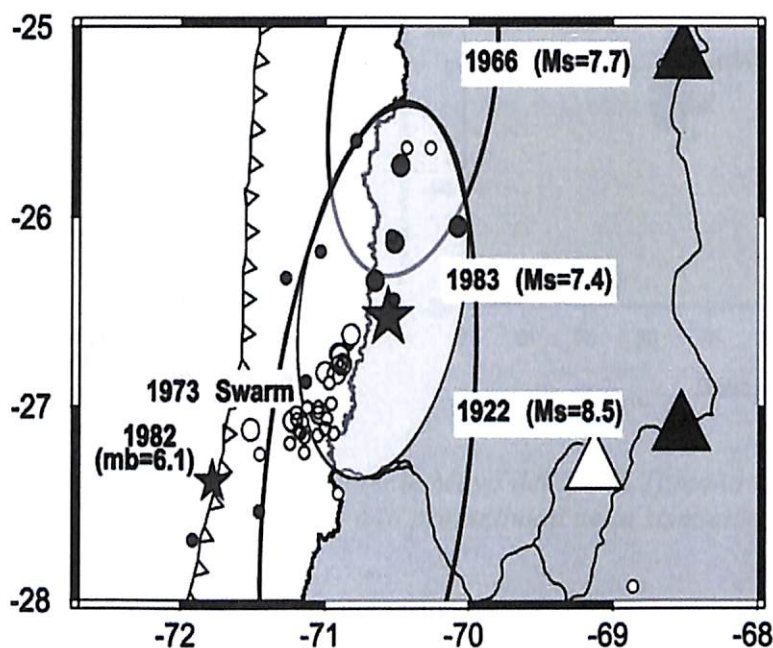 -25
1966 (Ms=7.7)
-26
1983 (Ms=7.4)
-27
1973 Swarm
1922 (Ms=8.5)
1982
(mb=6.1)
-28
-72
-71
-70
-69
-68